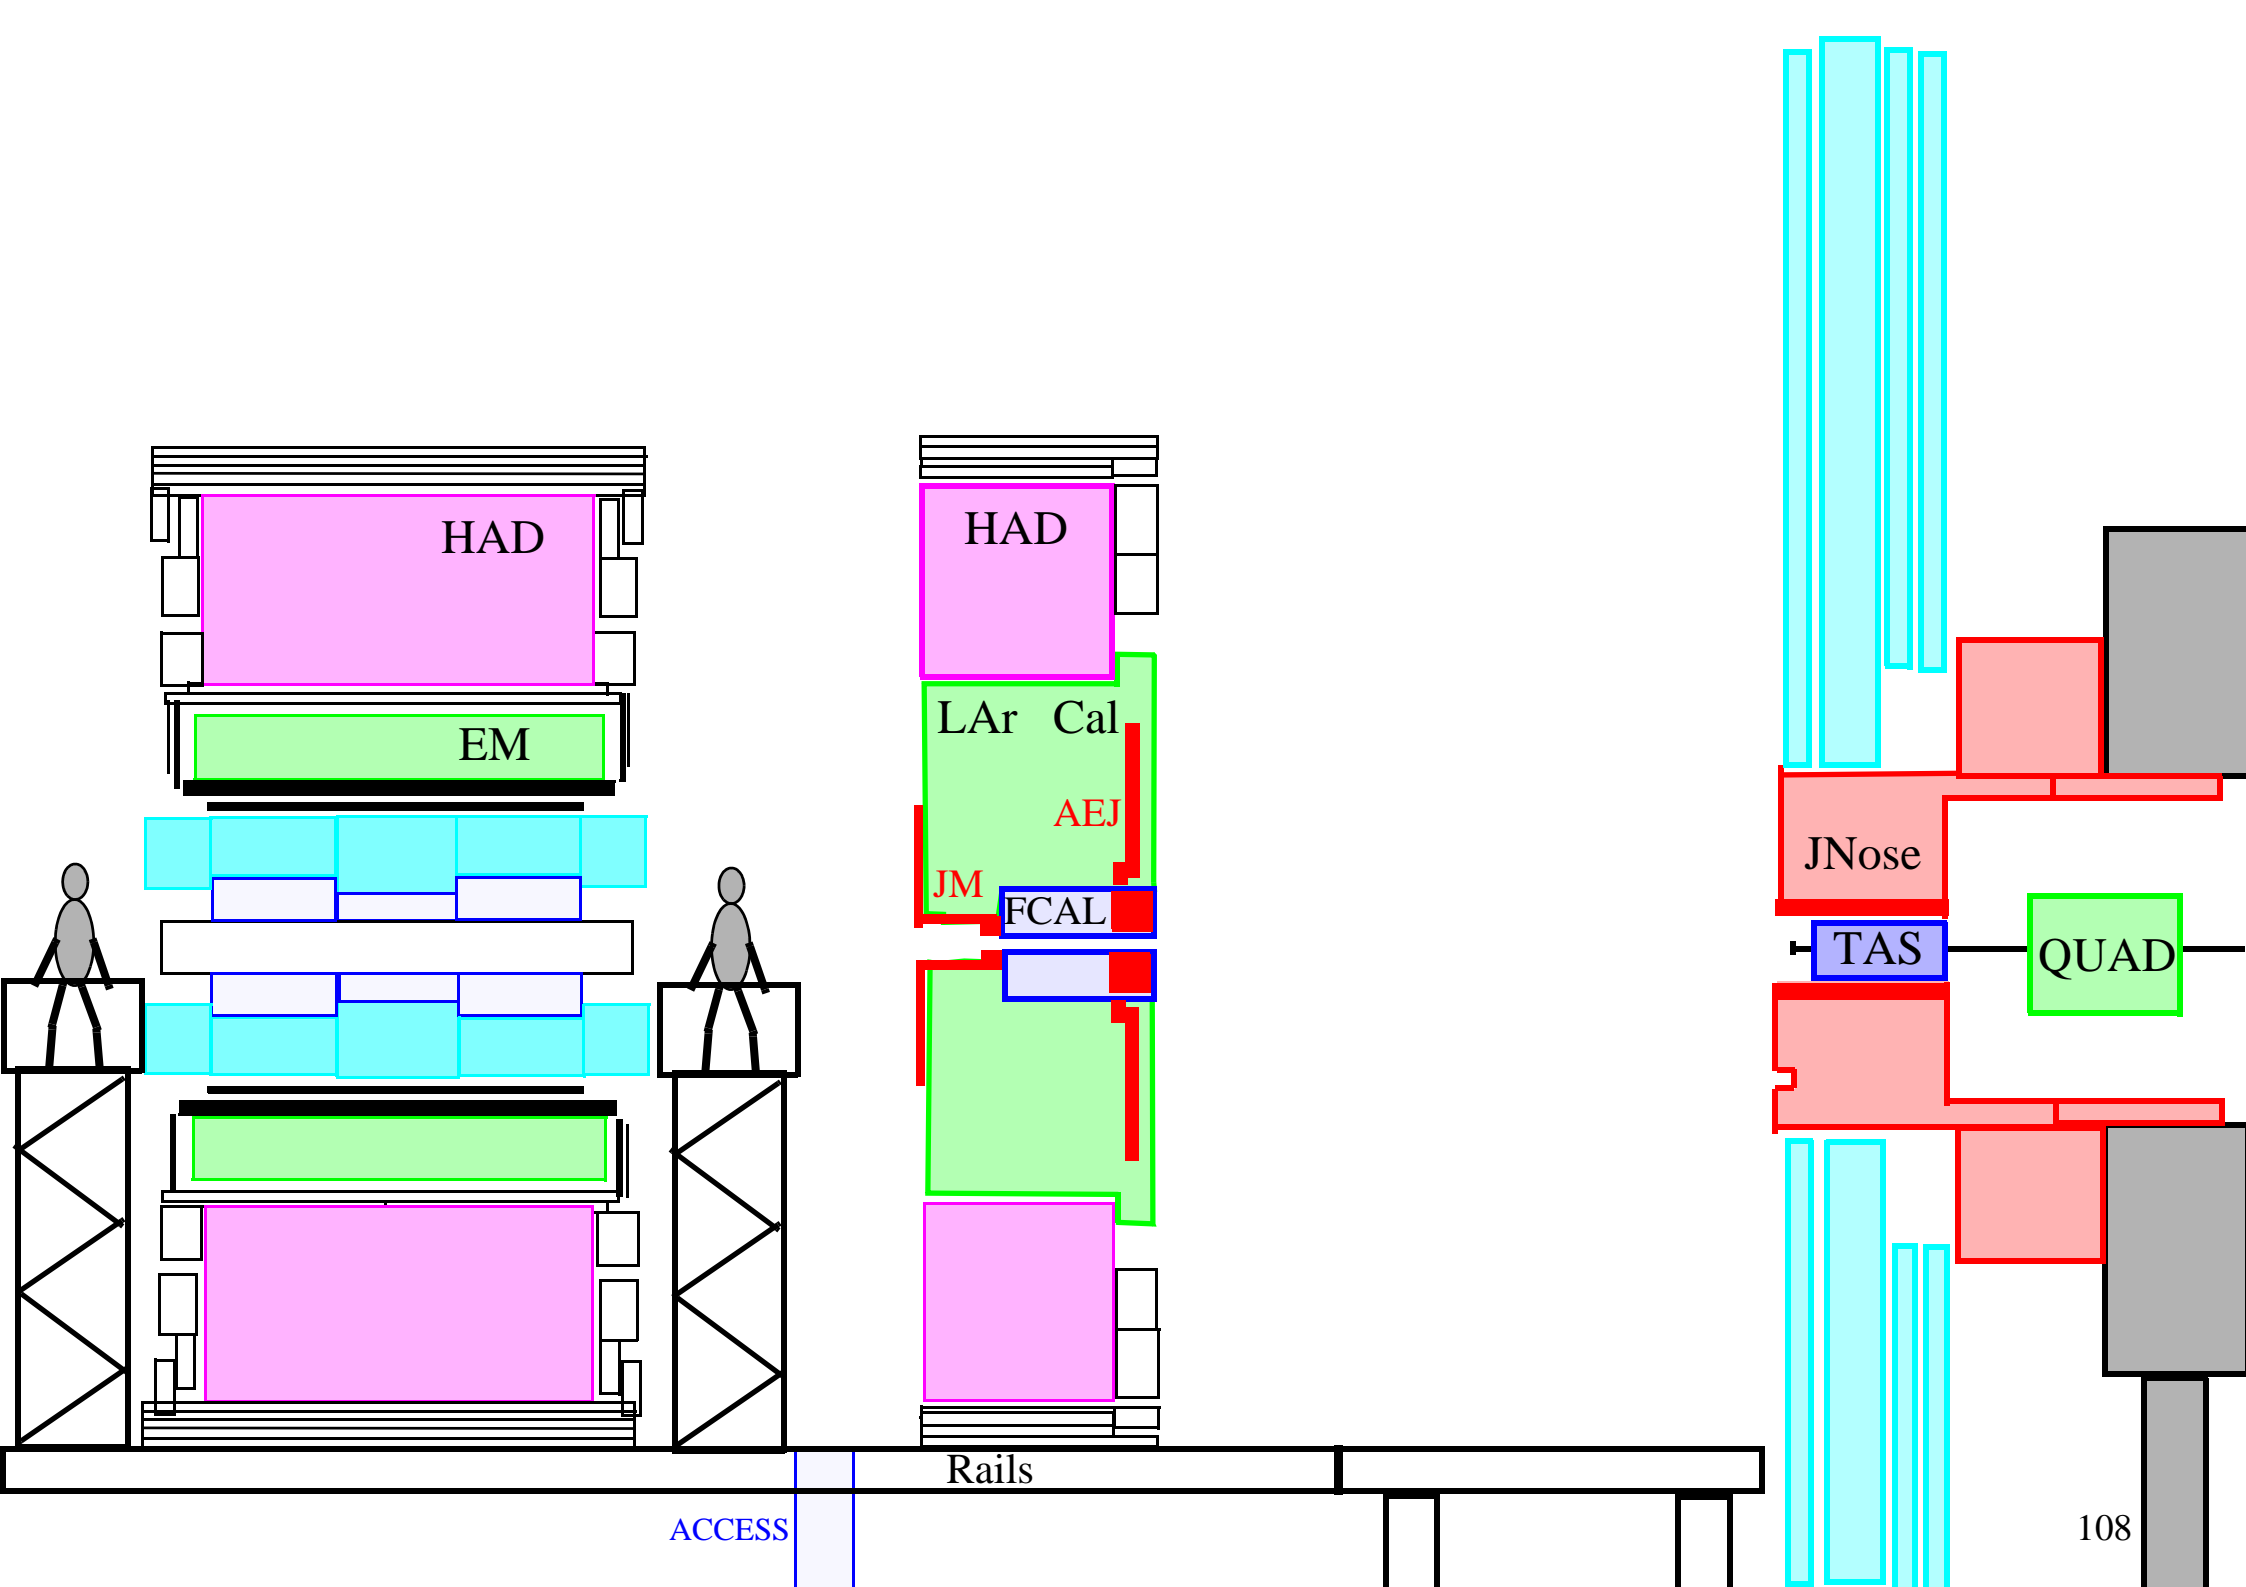 HAD
HAD
EM
LAr Cal
AEJ
JM
FCAL
JNose
TAS
QUAD
Rails
ACCESS
108